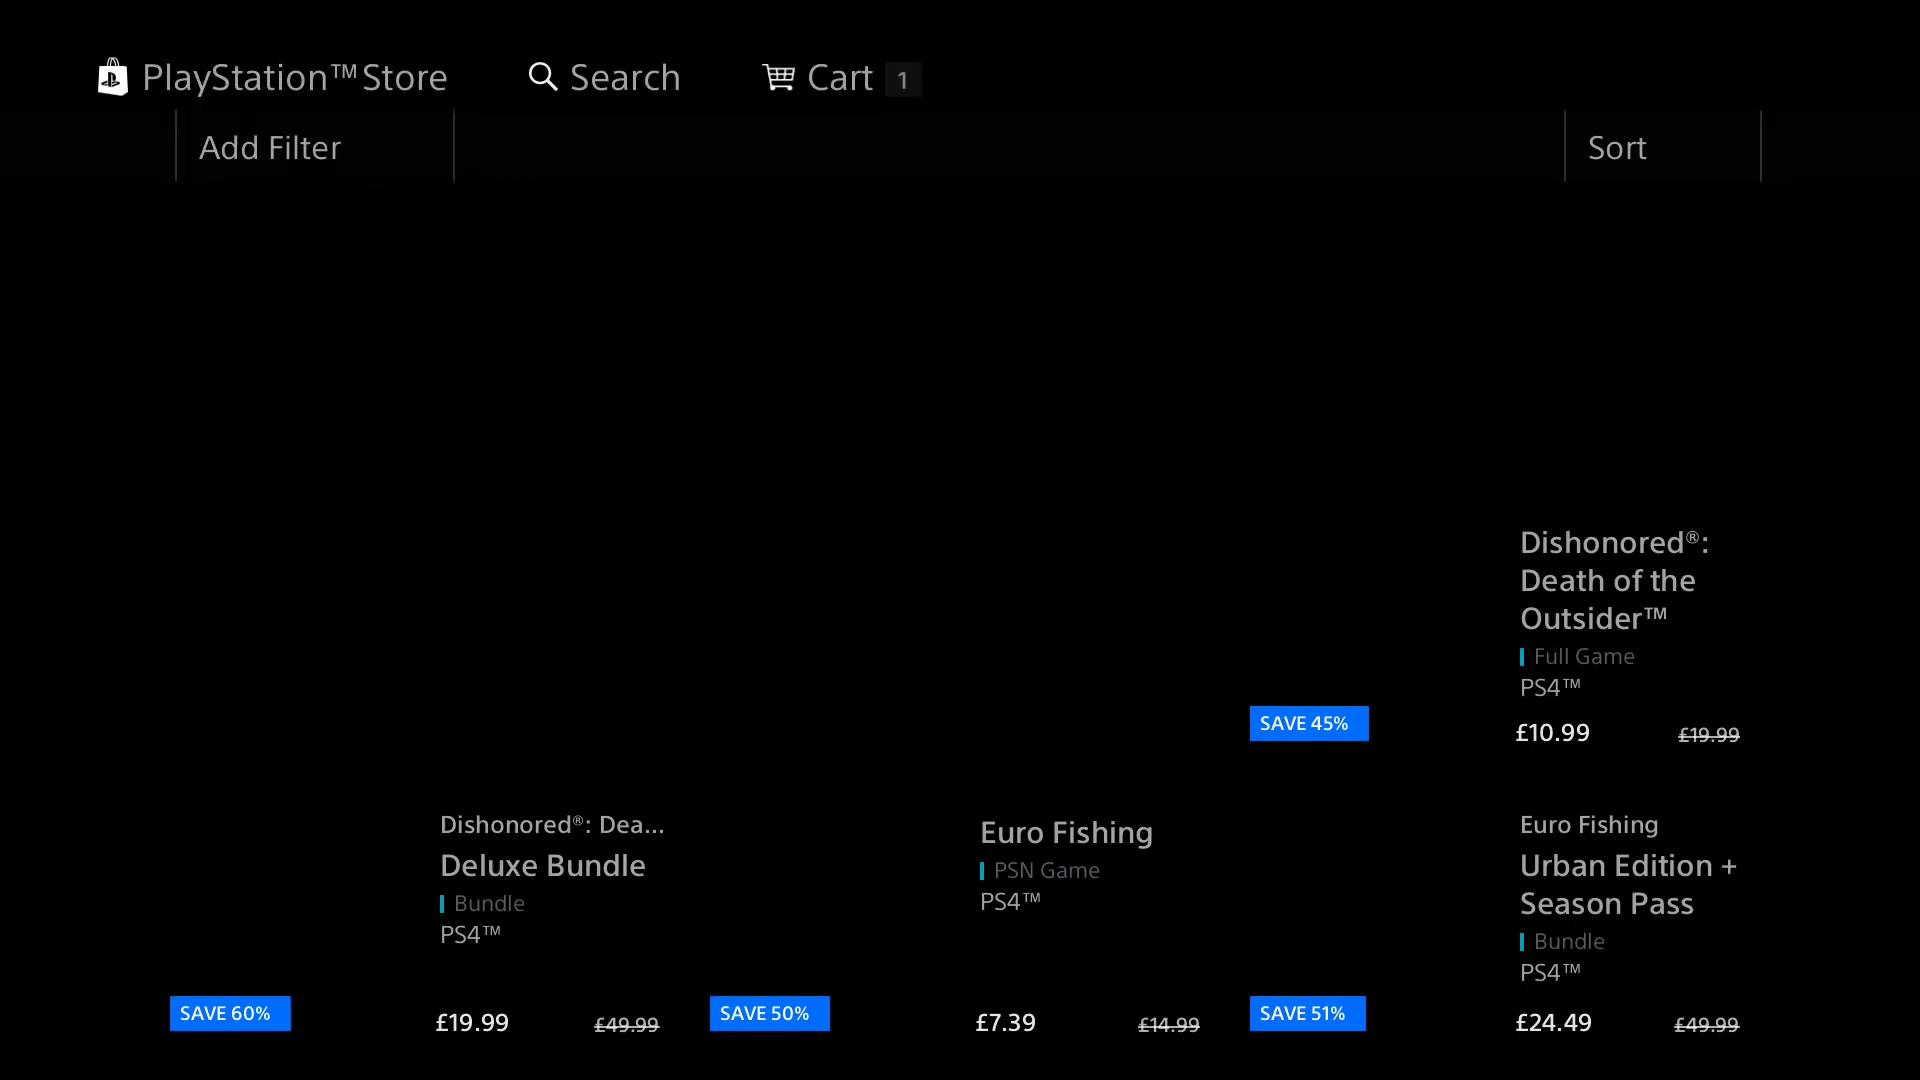 PlayStation™Store
Search
Cart 1
Add Filter
Sort
Dishonored®:
Death of the
Outsider™
Full Game
PS4™
SAVE 45%
£10.99
£19.99
Dishonored®: Dea...
Deluxe Bundle
Bundle
PS4™
SAVE 60%
£19.99
£49.99
Euro Fishing
PSN Game
PS4™
SAVE 50%
£7.39
£14.99
Euro Fishing
Urban Edition +
Season Pass
Bundle
PS4™
SAVE 51%
£24.49
£49.99